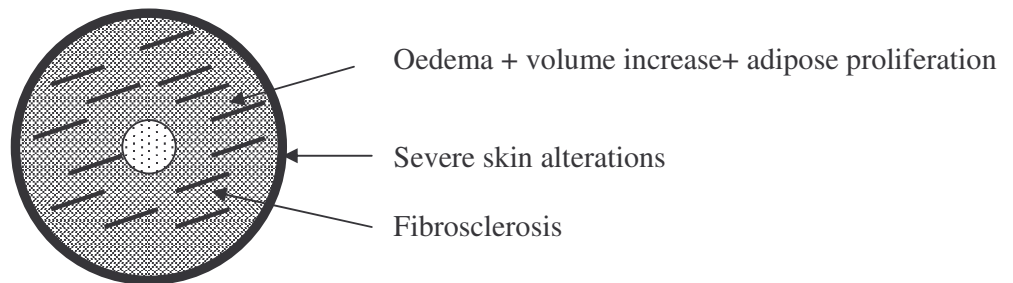 Oedema + volume increase+ adipose proliferation
Severe skin alterations
Fibrosclerosis